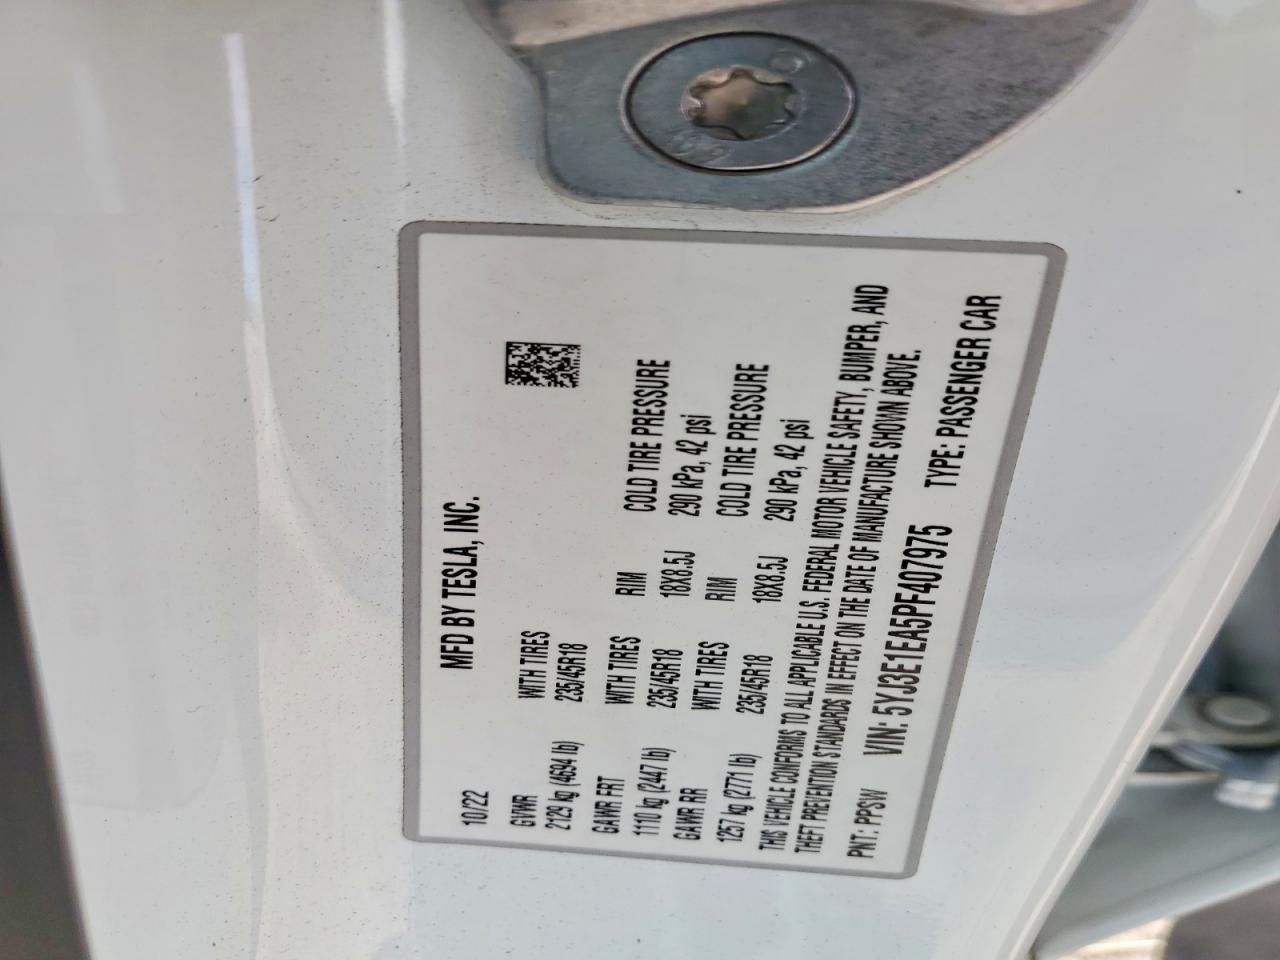 MFD BY TESLA, INC.
10/22
GVWR WITH TIRES
2129 kg (4694 lb) 235/45R18
GAWR FRT WITH TIRES RIM COLD TIRE PRESSURE
1110 kg (2447 lb) 235/45R18 18X8.5J 290 kPa, 42 psi
GAWR RR WITH TIRES RIM COLD TIRE PRESSURE
1257 kg (2771 lb) 235/45R18 18X8.5J 290 kPa, 42 psi
THIS VEHICLE CONFORMS TO ALL APPLICABLE U.S. FEDERAL MOTOR VEHICLE SAFETY, BUMPER, AND
THEFT PREVENTION STANDARDS IN EFFECT ON THE DATE OF MANUFACTURE SHOWN ABOVE.
PNT: PPSW VIN: 5YJ3E1EA5PF407975 TYPE: PASSENGER CAR